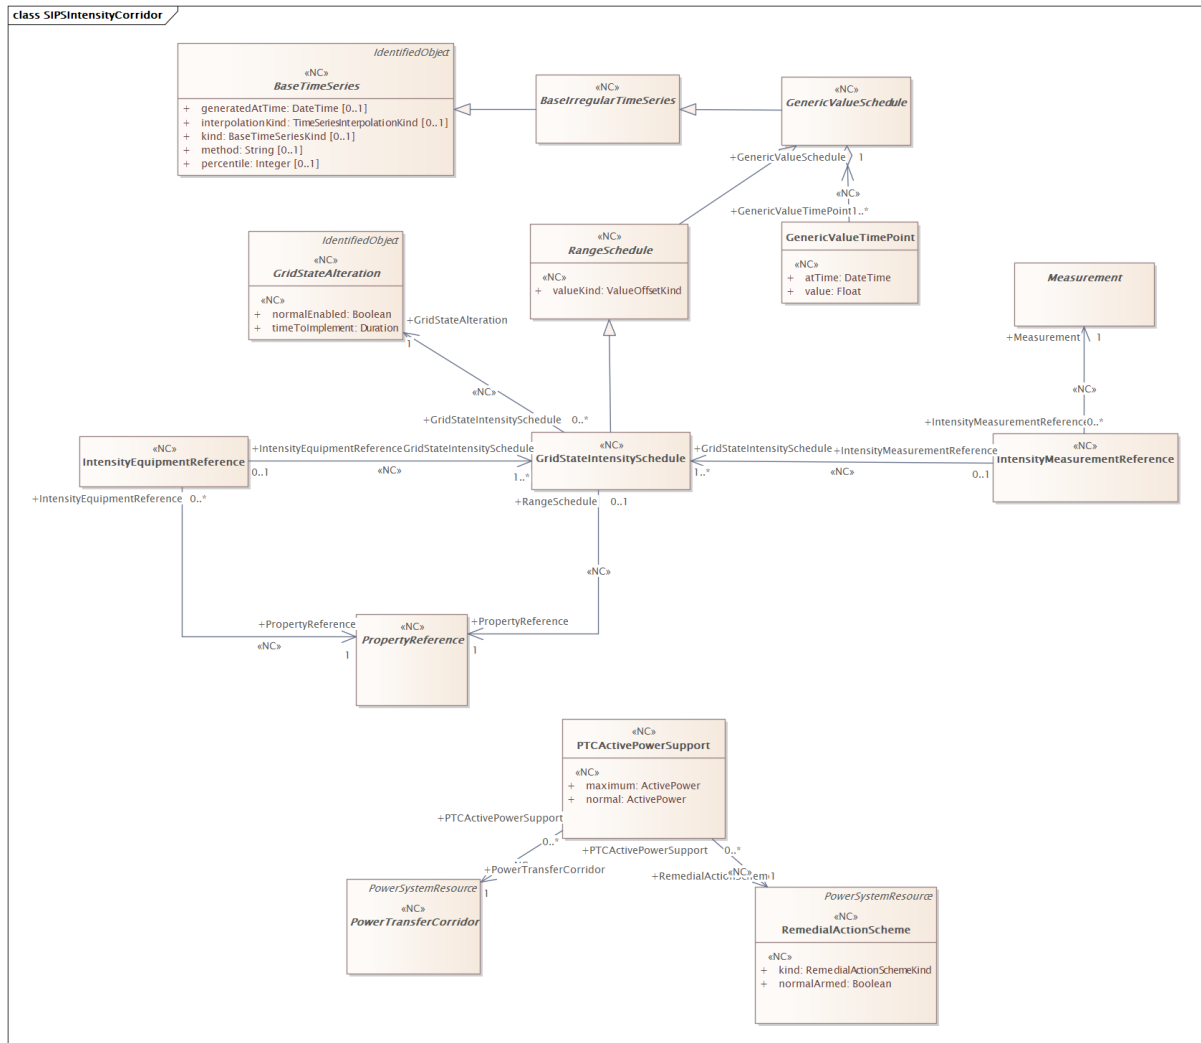 class SIPSIntensityCorridor
IdentifiedObject
«NC»
BaseTimeSeries
+ generatedAtTime: DateTime [0..1]
+ interpolationKind: TimeSeriesInterpolationKind [0..1]
+ kind: BaseTimeSeriesKind [0..1]
+ method: String [0..1]
+ percentile: Integer [0..1]
«NC»
BaseIrregularTimeSeries
«NC»
GenericValueSchedule
+GenericValueSchedule 1
«NC»
+GenericValueTimePoint 1..*
GenericValueTimePoint
«NC»
+ atTime: DateTime
+ value: Float
«NC»
RangeSchedule
«NC»
+ valueKind: ValueOffsetKind
IdentifiedObject
«NC»
GridStateAlteration
«NC»
+ normalEnabled: Boolean
+ timeToImplement: Duration
+GridStateAlteration
1
«NC»
+GridStateIntensitySchedule 0..*
Measurement
+Measurement 1
«NC»
+IntensityMeasurementReference 0..*
«NC»
IntensityEquipmentReference
+IntensityEquipmentReference
GridStateIntensitySchedule
0..1
«NC»
1..*
«NC»
GridStateIntensitySchedule
+GridStateIntensitySchedule
+IntensityMeasurementReference
1..*
«NC»
0..1
«NC»
IntensityMeasurementReference
+IntensityEquipmentReference 0..*
+RangeSchedule 0..1
«NC»
+PropertyReference
«NC»
1
«NC»
PropertyReference
+PropertyReference
1
«NC»
PTCActivePowerSupport
«NC»
+ maximum: ActivePower
+ normal: ActivePower
+PTCActivePowerSupport
0..*
+PowerTransferCorridor
1
+PTCActivePowerSupport 0..*
«NC»
+RemedialActionScheme 1
PowerSystemResource
«NC»
PowerTransferCorridor
PowerSystemResource
«NC»
RemedialActionScheme
«NC»
+ kind: RemedialActionSchemeKind
+ normalArmed: Boolean